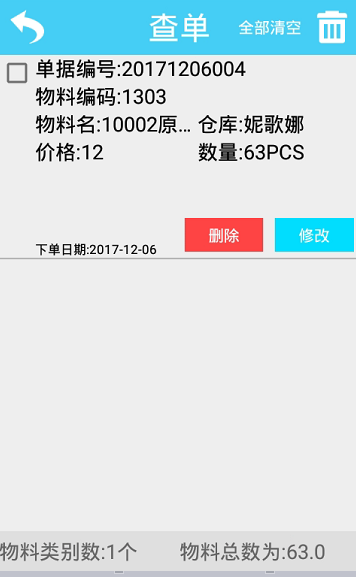 查单 全部清空
单据编号:20171206004
物料编码:1303
物料名:10002原... 仓库:妮歌娜
价格:12 数量:63PCS
下单日期:2017-12-06 删除 修改
物料类别数:1个 物料总数为:63.0